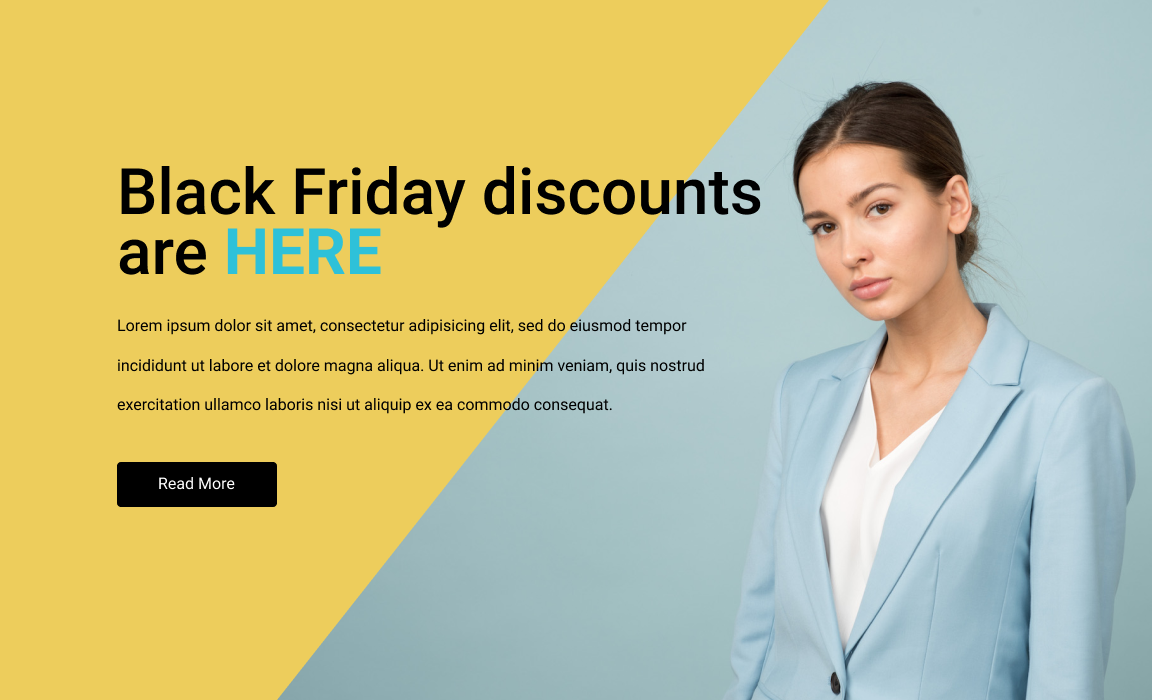 Black Friday discounts
are HERE
Lorem ipsum dolor sit amet, consectetur adipisicing elit, sed do eiusmod tempor
incididunt ut labore et dolore magna aliqua. Ut enim ad minim veniam, quis nostrud
exercitation ullamco laboris nisi ut aliquip ex ea commodo consequat.
Read More